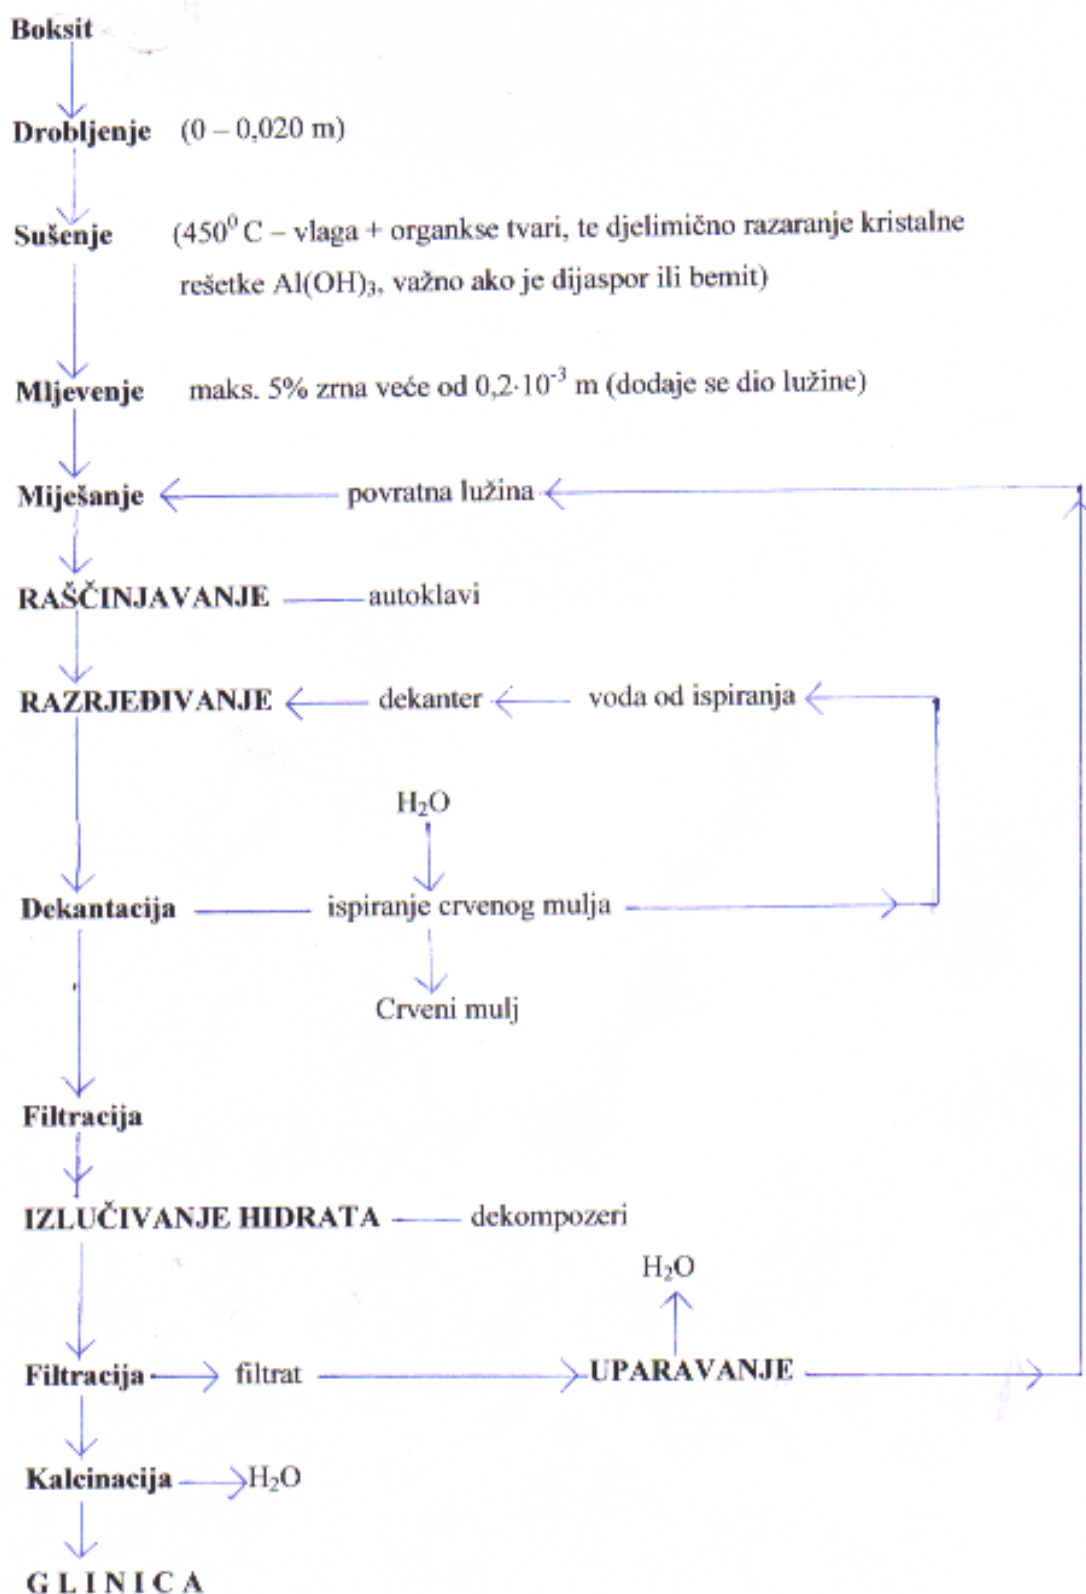 Boksit
Drobljenje (0 – 0,020 m)
Sušenje (450⁰ C – vlaga + organkse tvari, te djelimično razaranje kristalne
rešetke Al(OH)₃, važno ako je dijaspor ili bemit)
Mljevenje maks. 5% zrna veće od 0,2·10⁻³ m (dodaje se dio lužine)
Miješanje povratna lužina
RAŠČINJAVANJE autoklavi
RAZRJEĐIVANJE dekanter voda od ispiranja
H₂O
Dekantacija ispiranje crvenog mulja
Crveni mulj
Filtracija
IZLUČIVANJE HIDRATA dekompozeri
H₂O
Filtracija filtrat UPARAVANJE
Kalcinacija H₂O
G L I N I C A